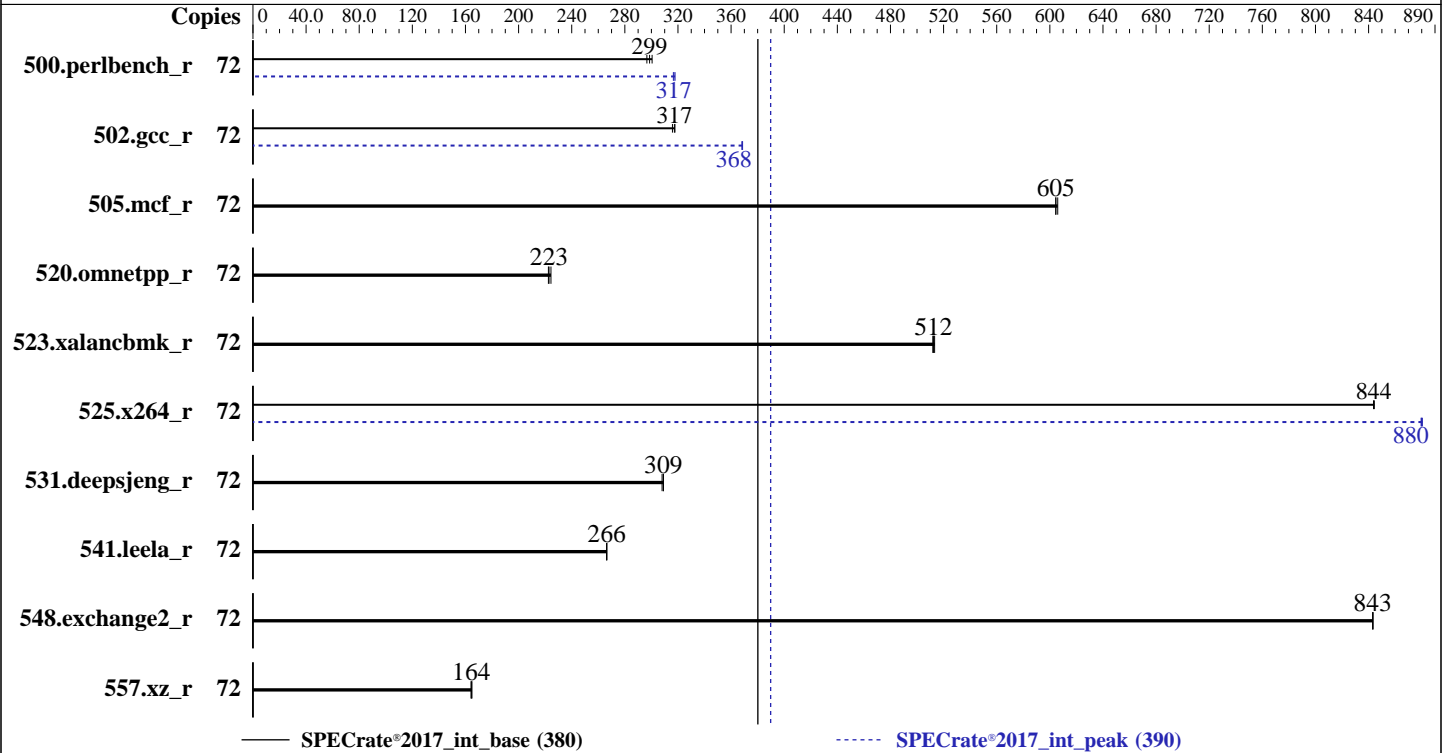 Copies 0 40.0 80.0 120 160 200 240 280 320 360 400 440 480 520 560 600 640 680 720 760 800 840 890
299
500.perlbench_r 72
317
317
502.gcc_r 72
368
605
505.mcf_r 72
223
520.omnetpp_r 72
512
523.xalancbmk_r 72
844
525.x264_r 72
880
309
531.deepsjeng_r 72
266
541.leela_r 72
843
548.exchange2_r 72
164
557.xz_r 72
SPECrate®2017_int_base (380) SPECrate®2017_int_peak (390)